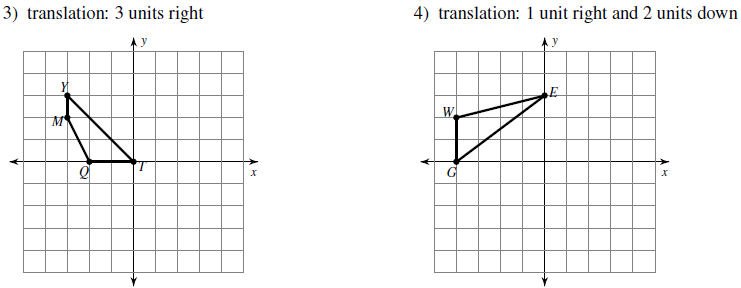 3) translation: 3 units right
y
Y
M
Q
T
x
4) translation: 1 unit right and 2 units down
y
E
W
G
x